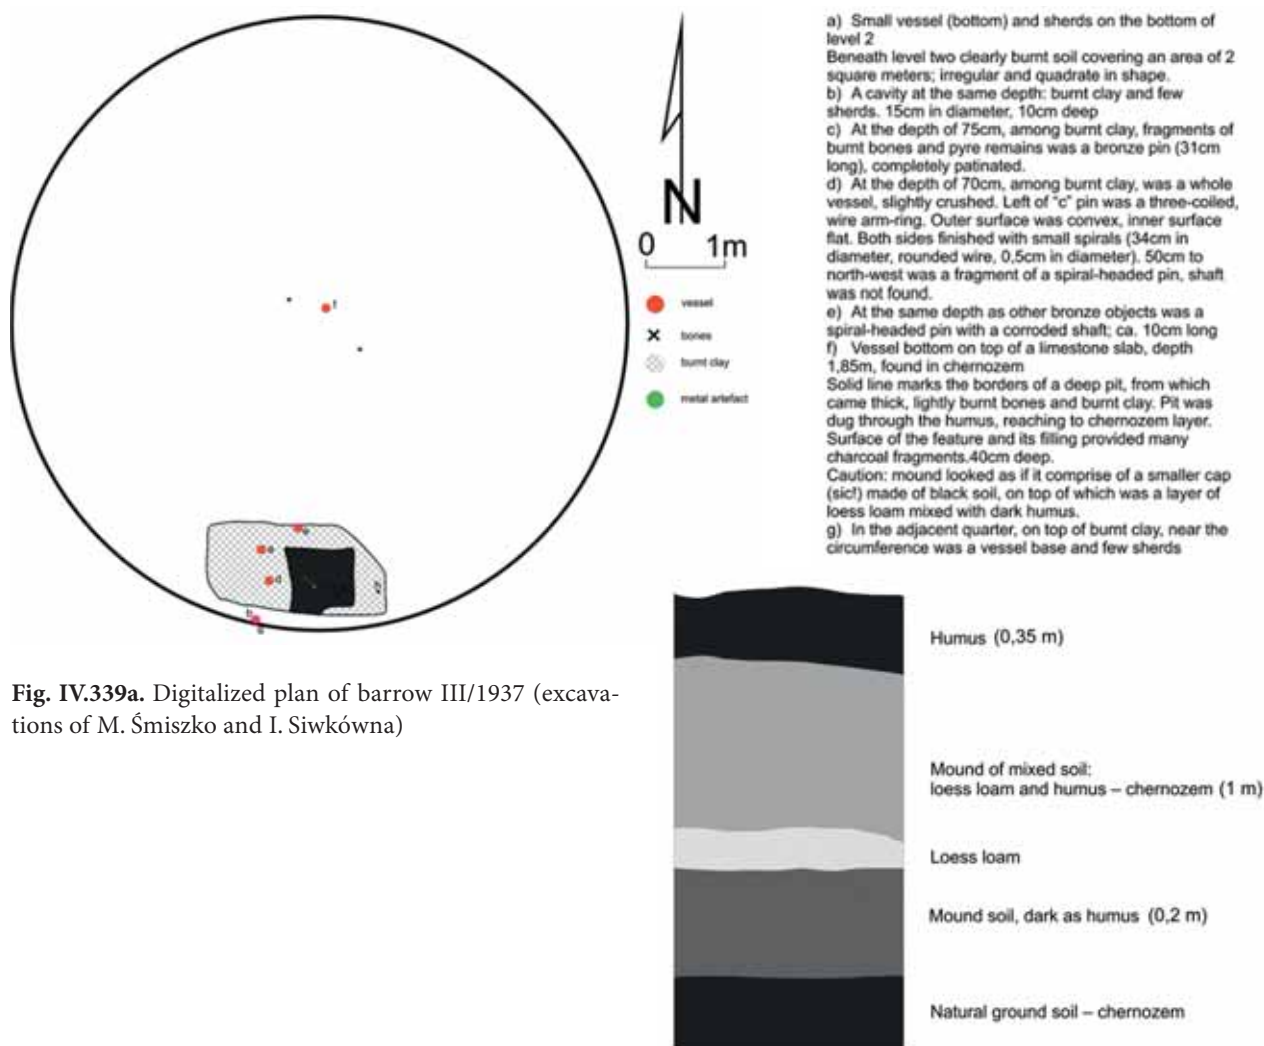 a) Small vessel (bottom) and sherds on the bottom of
level 2
Beneath level two clearly burnt soil covering an area of 2
square meters; irregular and quadrate in shape.
b) A cavity at the same depth: burnt clay and few
sherds. 15cm in diameter, 10cm deep
c) At the depth of 75cm, among burnt clay, fragments of
burnt bones and pyre remains was a bronze pin (31cm
long), completely patinated.
d) At the depth of 70cm, among burnt clay, was a whole
vessel, slightly crushed. Left of "c" pin was a three-coiled,
wire arm-ring. Outer surface was convex, inner surface
flat. Both sides finished with small spirals (34cm in
diameter, rounded wire, 0,5cm in diameter). 50cm to
north-west was a fragment of a spiral-headed pin, shaft
was not found.
e) At the same depth as other bronze objects was a
spiral-headed pin with a corroded shaft; ca. 10cm long
f) Vessel bottom on top of a limestone slab, depth
1,85m, found in chernozem
Solid line marks the borders of a deep pit, from which
came thick, lightly burnt bones and burnt clay. Pit was
dug through the humus, reaching to chernozem layer.
Surface of the feature and its filling provided many
charcoal fragments.40cm deep.
Caution: mound looked as if it comprise of a smaller cap
(sic!) made of black soil, on top of which was a layer of
loess loam mixed with dark humus.
g) In the adjacent quarter, on top of burnt clay, near the
circumference was a vessel base and few sherds
N
0 1m
vessel
bones
burnt clay
metal artefact
f
d
b
Fig. IV.339a. Digitalized plan of barrow III/1937 (excava-
tions of M. Śmiszko and I. Siwkówna)
Humus (0,35 m)
Mound of mixed soil:
loess loam and humus – chernozem (1 m)
Loess loam
Mound soil, dark as humus (0,2 m)
Natural ground soil – chernozem